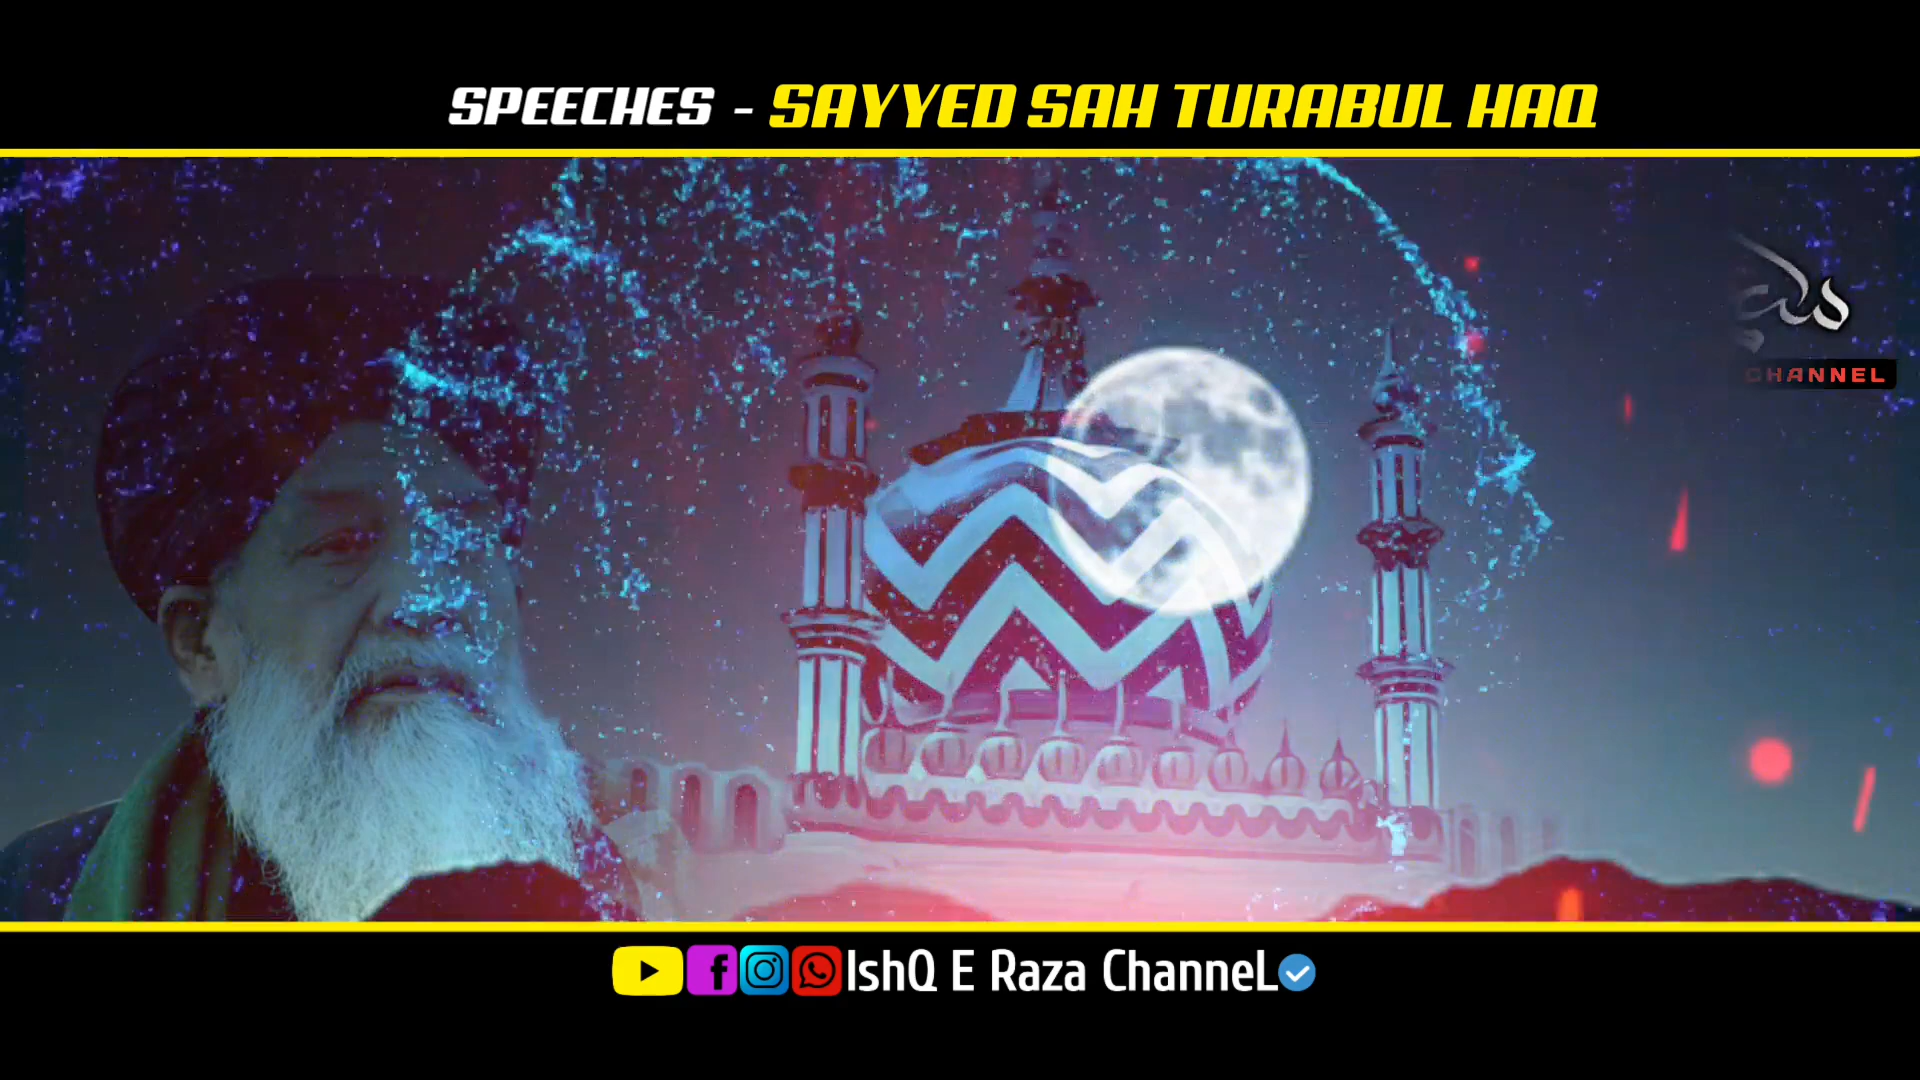 SPEECHES - SAYYED SAH TURABUL HAQ
CHANNEL
IshQ E Raza ChanneL